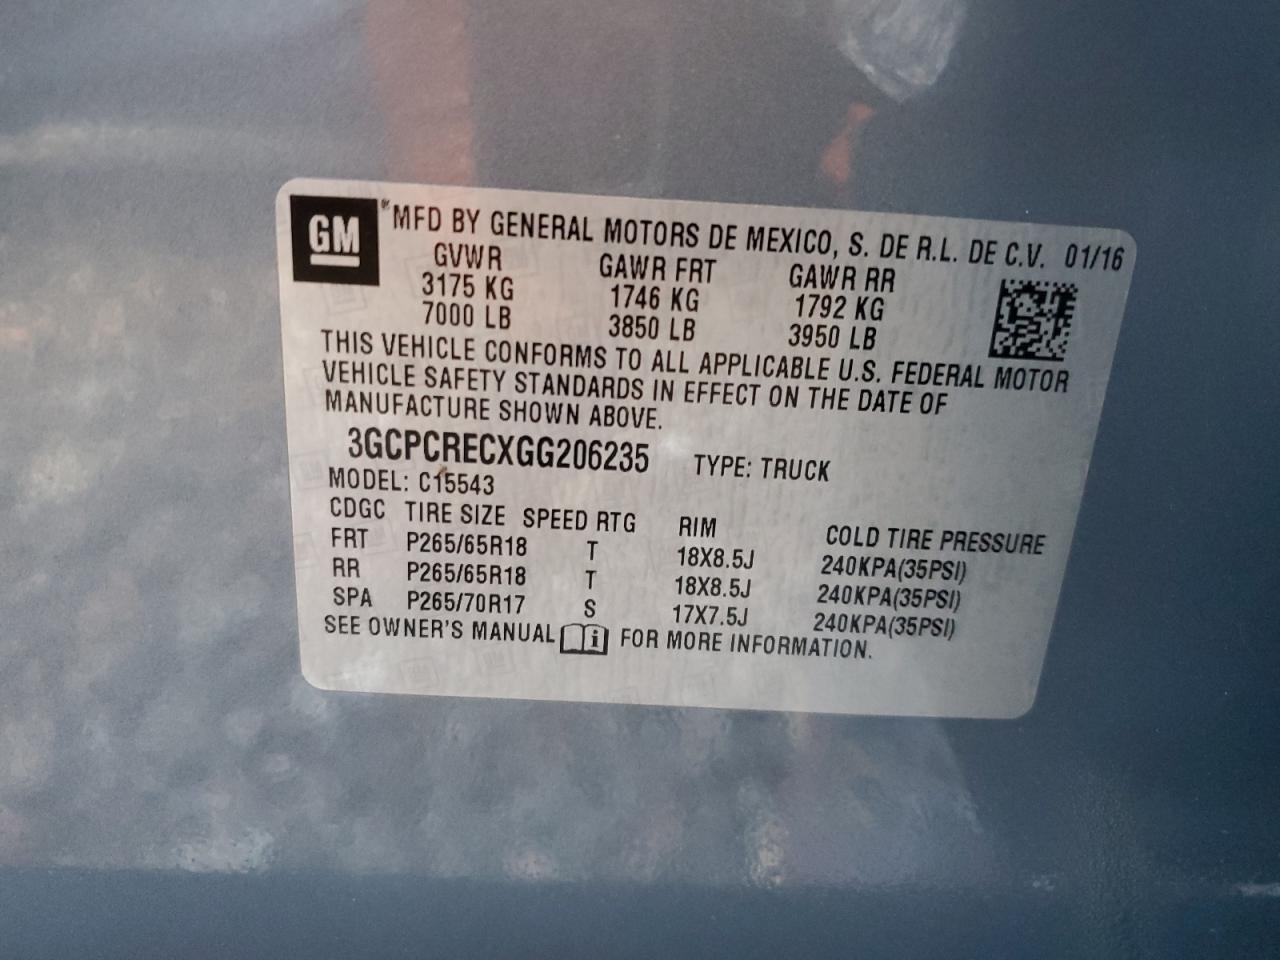 GM ® MFD BY GENERAL MOTORS DE MEXICO, S. DE R.L. DE C.V. 01/16
GVWR GAWR FRT GAWR RR
3175 KG 1746 KG 1792 KG
7000 LB 3850 LB 3950 LB
THIS VEHICLE CONFORMS TO ALL APPLICABLE U.S. FEDERAL MOTOR
VEHICLE SAFETY STANDARDS IN EFFECT ON THE DATE OF
MANUFACTURE SHOWN ABOVE.
3GCPCRECXGG206235 TYPE: TRUCK
MODEL: C15543
CDGC TIRE SIZE SPEED RTG RIM COLD TIRE PRESSURE
FRT P265/65R18 T 18X8.5J 240KPA(35PSI)
RR P265/65R18 T 18X8.5J 240KPA(35PSI)
SPA P265/70R17 S 17X7.5J 240KPA(35PSI)
SEE OWNER'S MANUAL i FOR MORE INFORMATION.